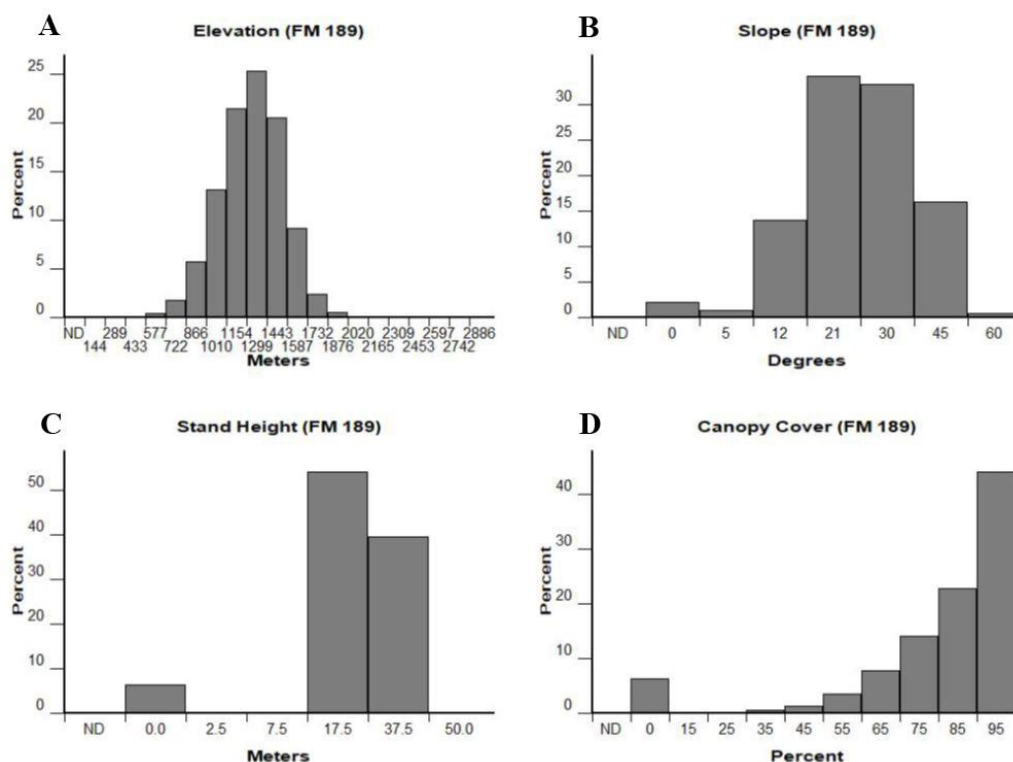 A
Elevation (FM 189)
Percent
25
20
15
10
5
0
ND 289 577 866 1154 1443 1732 2020 2309 2597 2886
144 433 722 1010 1299 1587 1876 2165 2453 2742
Meters
B
Slope (FM 189)
Percent
30
25
20
15
10
5
0
ND 0 5 12 21 30 45 60
Degrees
C
Stand Height (FM 189)
Percent
50
40
30
20
10
0
ND 0.0 2.5 7.5 17.5 37.5 50.0
Meters
D
Canopy Cover (FM 189)
Percent
40
30
20
10
0
ND 0 15 25 35 45 55 65 75 85 95
Percent